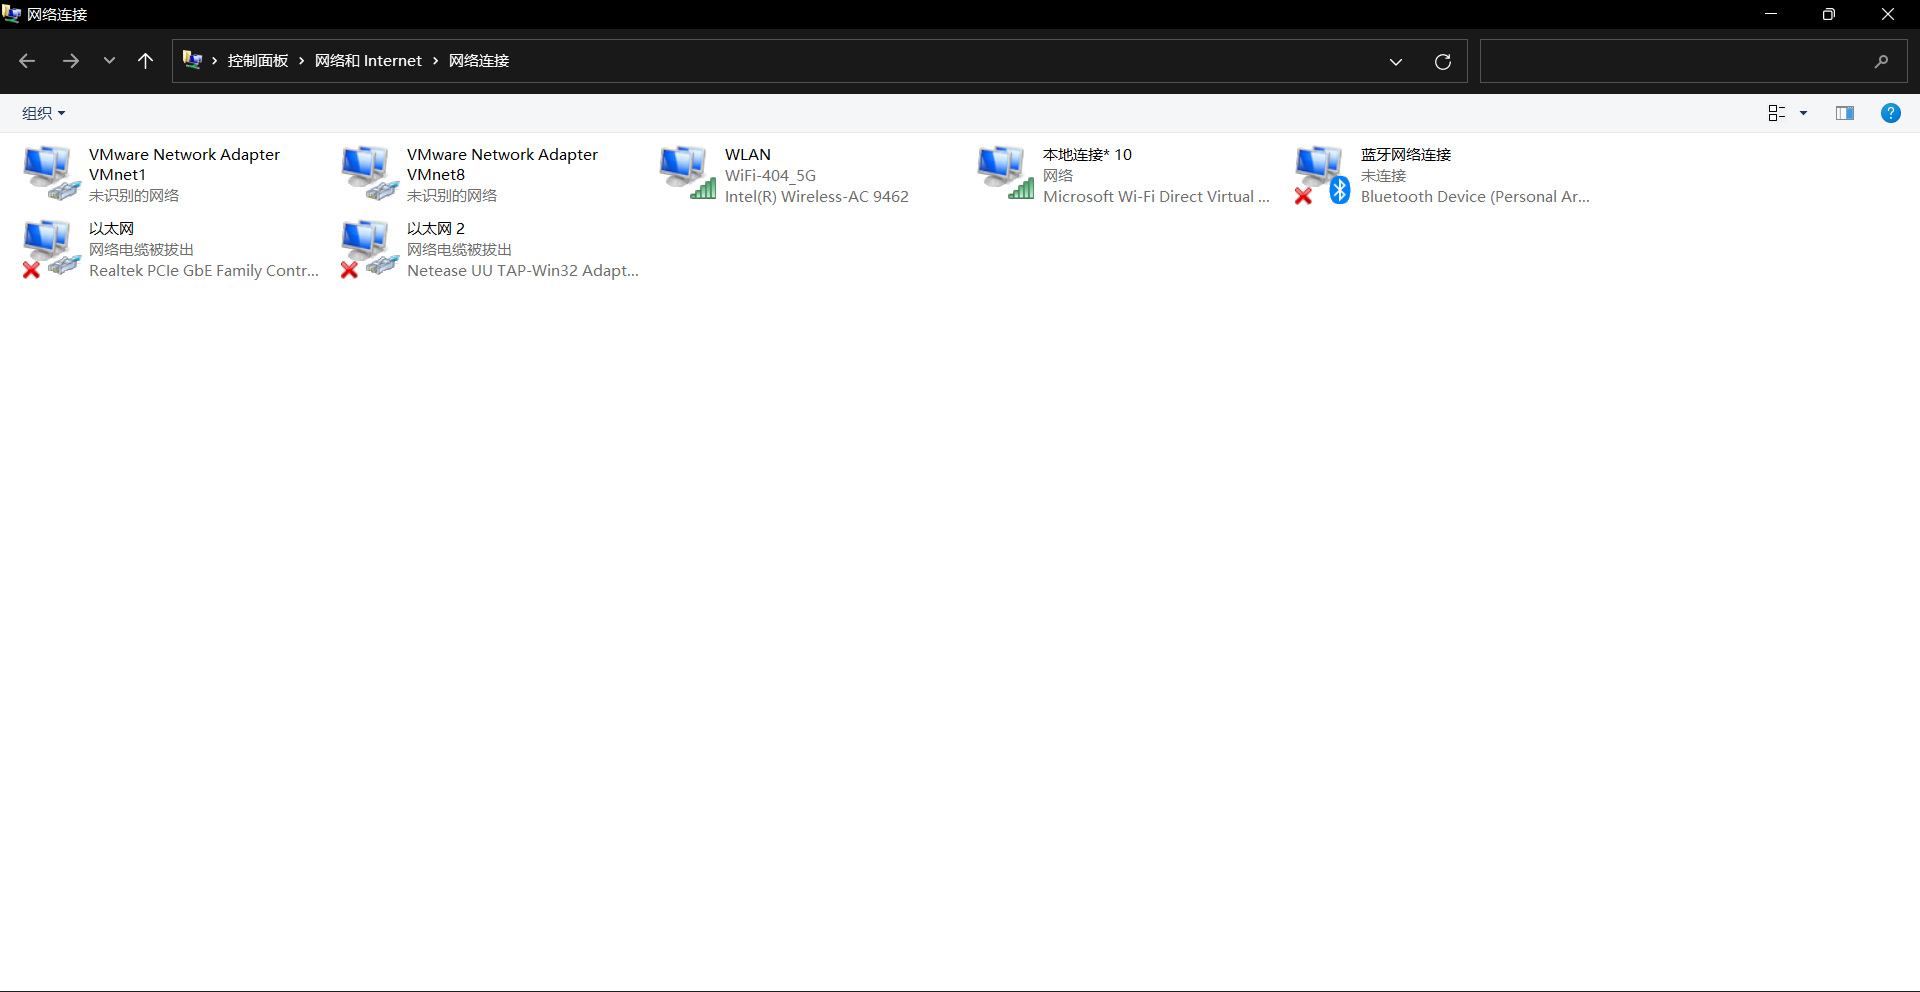 网络连接
控制面板 › 网络和 Internet › 网络连接
组织
VMware Network Adapter
VMnet1
未识别的网络
VMware Network Adapter
VMnet8
未识别的网络
WLAN
WiFi-404_5G
Intel(R) Wireless-AC 9462
本地连接* 10
网络
Microsoft Wi-Fi Direct Virtual ...
蓝牙网络连接
未连接
Bluetooth Device (Personal Ar...
以太网
网络电缆被拔出
Realtek PCIe GbE Family Contr...
以太网 2
网络电缆被拔出
Netease UU TAP-Win32 Adapt...